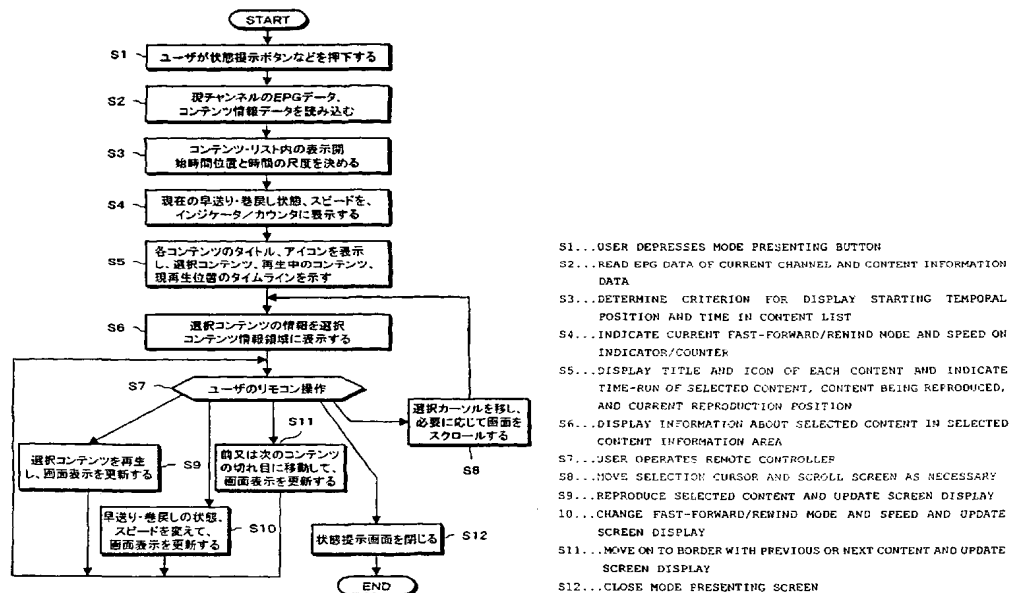 START
S1
ユーザが状態提示ボタンなどを押下する
S2
現チャンネルのEPGデータ、
コンテンツ情報データを読み込む
S3
コンテンツ・リスト内の表示開
始時間位置と時間の尺度を決める
S4
現在の早送り・巻戻し状態、スピードを、
インジケータ／カウンタに表示する
S5
各コンテンツのタイトル、アイコンを表示
し、選択コンテンツ、再生中のコンテンツ、
現再生位置のタイムラインを示す
S6
選択コンテンツの情報を選択
コンテンツ情報領域に表示する
S7
ユーザのリモコン操作
選択カーソルを移し、
必要に応じて画面を
スクロールする
S8
選択コンテンツを再生
し、画面表示を更新する
S9
S11
前又は次のコンテンツ
の切れ目に移動して、
画面表示を更新する
早送り・巻戻しの状態、
スピードを変えて、
画面表示を更新する
S10
状態提示画面を閉じる
S12
END
S1...USER DEPRESSES MODE PRESENTING BUTTON
S2...READ EPG DATA OF CURRENT CHANNEL AND CONTENT INFORMATION
DATA
S3...DETERMINE CRITERION FOR DISPLAY STARTING TEMPORAL
POSITION AND TIME IN CONTENT LIST
S4...INDICATE CURRENT FAST-FORWARD/REWIND MODE AND SPEED ON
INDICATOR/COUNTER
S5...DISPLAY TITLE AND ICON OF EACH CONTENT AND INDICATE
TIME-RUN OF SELECTED CONTENT, CONTENT BEING REPRODUCED,
AND CURRENT REPRODUCTION POSITION
S6...DISPLAY INFORMATION ABOUT SELECTED CONTENT IN SELECTED
CONTENT INFORMATION AREA
S7...USER OPERATES REMOTE CONTROLLER
S8...MOVE SELECTION CURSOR AND SCROLL SCREEN AS NECESSARY
S9...REPRODUCE SELECTED CONTENT AND UPDATE SCREEN DISPLAY
10...CHANGE FAST-FORWARD/REWIND MODE AND SPEED AND UPDATE
SCREEN DISPLAY
S11...MOVE ON TO BORDER WITH PREVIOUS OR NEXT CONTENT AND UPDATE
SCREEN DISPLAY
S12...CLOSE MODE PRESENTING SCREEN